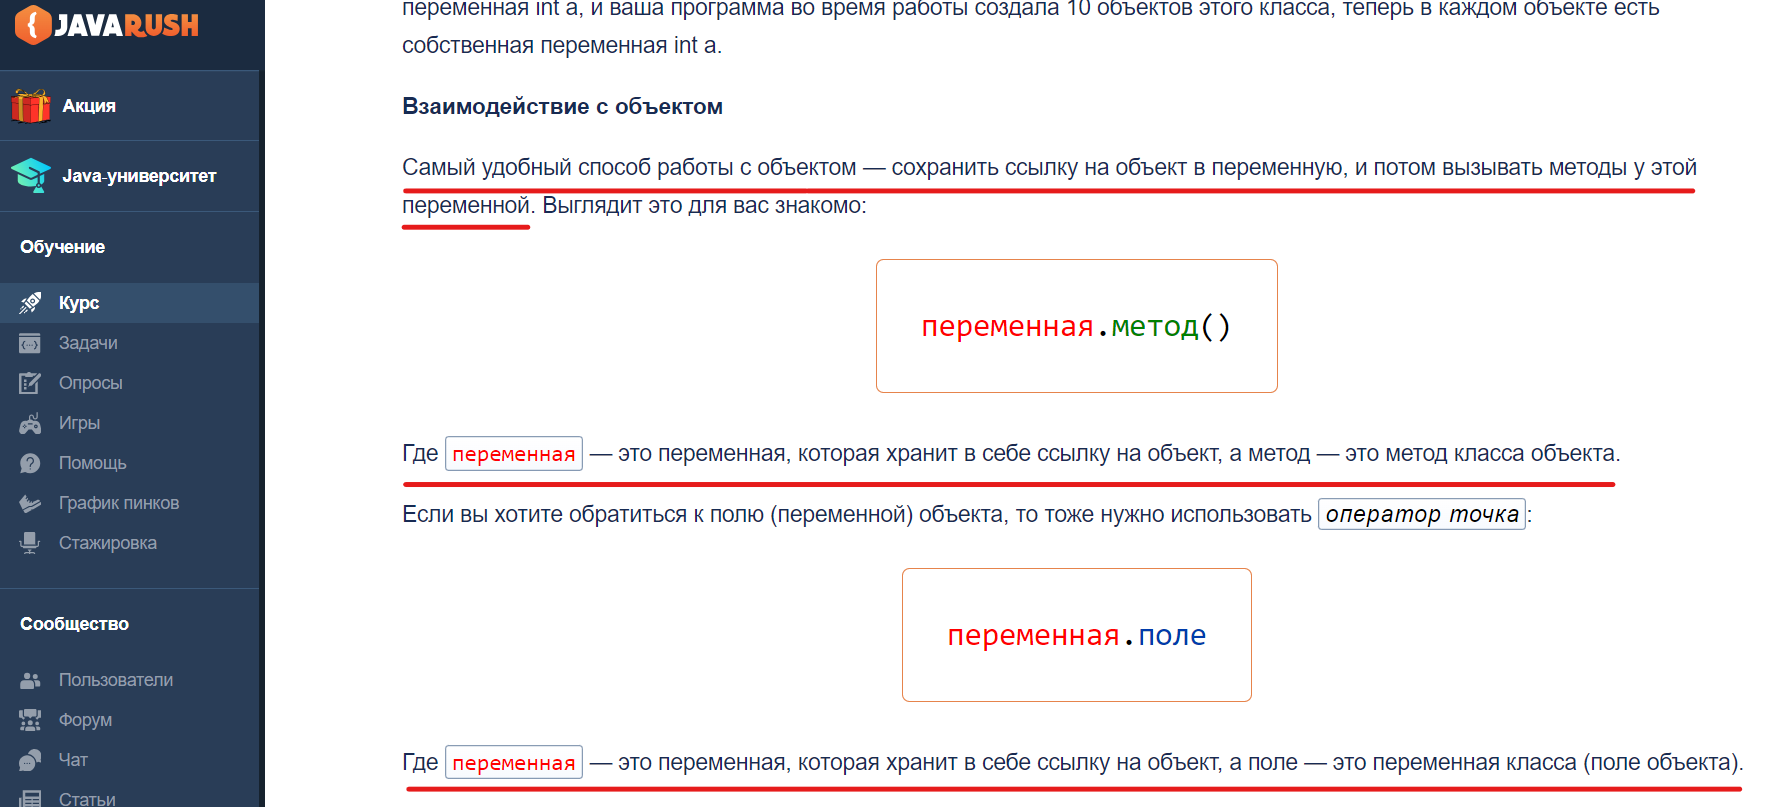 JAVARUSH
Акция
Java-университет
Обучение
Курс
Задачи
Опросы
Игры
Помощь
График пинков
Стажировка
Сообщество
Пользователи
Форум
Чат
Статьи
переменная int a, и ваша программа во время работы создала 10 объектов этого класса, теперь в каждом объекте есть
собственная переменная int a.
Взаимодействие с объектом
Самый удобный способ работы с объектом — сохранить ссылку на объект в переменную, и потом вызывать методы у этой
переменной. Выглядит это для вас знакомо:
переменная.метод()
Где переменная — это переменная, которая хранит в себе ссылку на объект, а метод — это метод класса объекта.
Если вы хотите обратиться к полю (переменной) объекта, то тоже нужно использовать оператор точка:
переменная.поле
Где переменная — это переменная, которая хранит в себе ссылку на объект, а поле — это переменная класса (поле объекта).